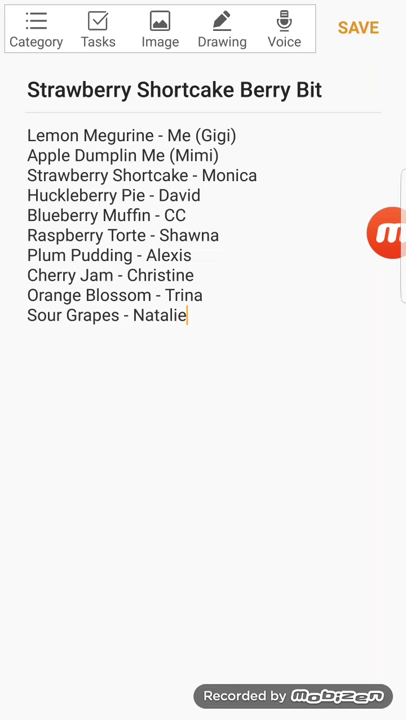 Category Tasks Image Drawing Voice
SAVE
Strawberry Shortcake Berry Bit
Lemon Megurine - Me (Gigi)
Apple Dumplin Me (Mimi)
Strawberry Shortcake - Monica
Huckleberry Pie - David
Blueberry Muffin - CC
Raspberry Torte - Shawna
Plum Pudding - Alexis
Cherry Jam - Christine
Orange Blossom - Trina
Sour Grapes - Natalie
m
Recorded by mobizen